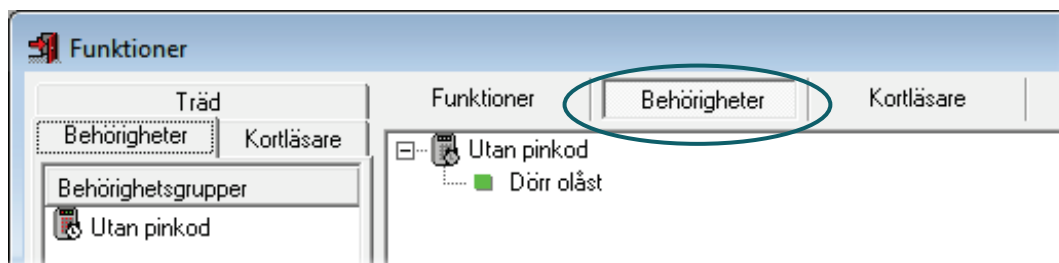 Funktioner
Träd
Behörigheter Kortläsare
Behörighetsgrupper
Utan pinkod
Funktioner Behörigheter Kortläsare
Utan pinkod
Dörr olåst